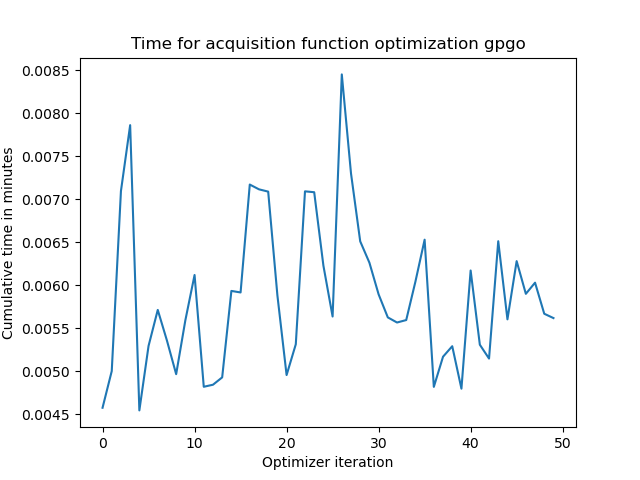 Time for acquisition function optimization gpgo
0.0085
0.0080
0.0075
0.0070
0.0065
0.0060
0.0055
0.0050
0.0045
Cumulative time in minutes
0 10 20 30 40 50
Optimizer iteration